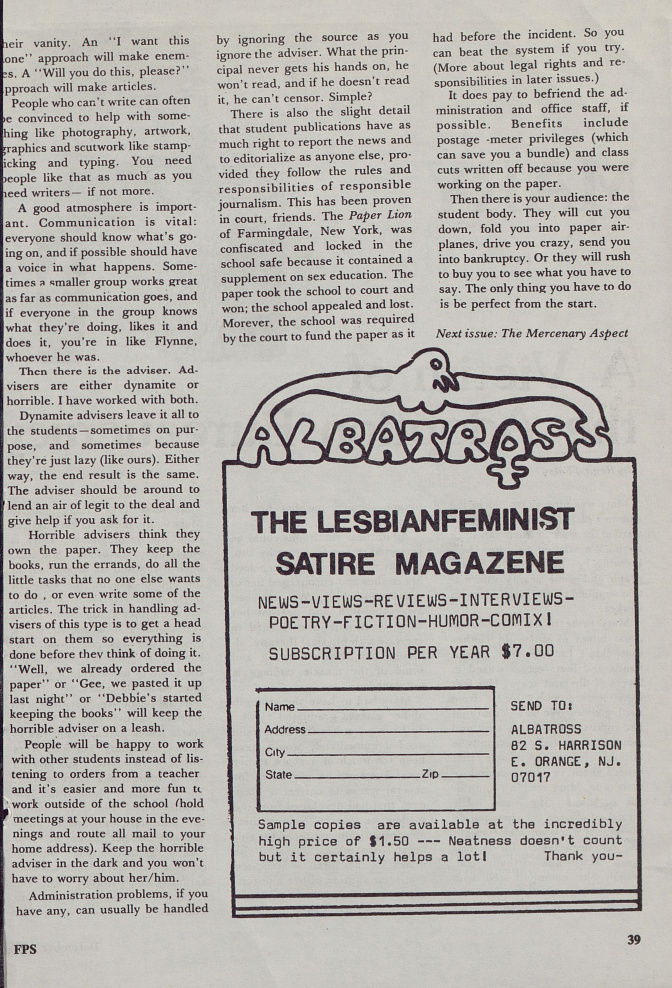 heir vanity. An "I want this
one" approach will make enem-
es. A "Will you do this, please?"
pproach will make articles.
People who can't write can often
be convinced to help with some-
hing like photography, artwork,
graphics and scutwork like stamp-
icking and typing. You need
people like that as much as you
need writers— if not more.
A good atmosphere is import-
ant. Communication is vital:
everyone should know what's go-
ing on, and if possible should have
a voice in what happens. Some-
times a smaller group works great
as far as communication goes, and
if everyone in the group knows
what they're doing, likes it and
does it, you're in like Flynne,
whoever he was.
Then there is the adviser. Ad-
visers are either dynamite or
horrible. I have worked with both.
Dynamite advisers leave it all to
the students—sometimes on pur-
pose, and sometimes because
they're just lazy (like ours). Either
way, the end result is the same.
The adviser should be around to
lend an air of legit to the deal and
give help if you ask for it.
Horrible advisers think they
own the paper. They keep the
books, run the errands, do all the
little tasks that no one else wants
to do , or even write some of the
articles. The trick in handling ad-
visers of this type is to get a head
start on them so everything is
done before they think of doing it.
"Well, we already ordered the
paper" or "Gee, we pasted it up
last night" or "Debbie's started
keeping the books" will keep the
horrible adviser on a leash.
People will be happy to work
with other students instead of lis-
tening to orders from a teacher
and it's easier and more fun to
work outside of the school (hold
meetings at your house in the eve-
nings and route all mail to your
home address). Keep the horrible
adviser in the dark and you won't
have to worry about her/him.
Administration problems, if you
have any, can usually be handled
by ignoring the source as you
ignore the adviser. What the prin-
cipal never gets his hands on, he
won't read, and if he doesn't read
it, he can't censor. Simple?
There is also the slight detail
that student publications have as
much right to report the news and
to editorialize as anyone else, pro-
vided they follow the rules and
responsibilities of responsible
journalism. This has been proven
in court, friends. The Paper Lion
of Farmingdale, New York, was
confiscated and locked in the
school safe because it contained a
supplement on sex education. The
paper took the school to court and
won; the school appealed and lost.
Morever, the school was required
by the court to fund the paper as it
had before the incident. So you
can beat the system if you try.
(More about legal rights and re-
sponsibilities in later issues.)
It does pay to befriend the ad-
ministration and office staff, if
possible. Benefits include
postage -meter privileges (which
can save you a bundle) and class
cuts written off because you were
working on the paper.
Then there is your audience: the
student body. They will cut you
down, fold you into paper air-
planes, drive you crazy, send you
into bankruptcy. Or they will rush
to buy you to see what you have to
say. The only thing you have to do
is be perfect from the start.
Next issue: The Mercenary Aspect
ALBATROSS
THE LESBIANFEMINIST
SATIRE MAGAZENE
NEWS-VIEWS-REVIEWS-INTERVIEWS-
POETRY-FICTION-HUMOR-COMIX!
SUBSCRIPTION PER YEAR $7.00
Name
Address
City
State Zip
SEND TO:
ALBATROSS
82 S. HARRISON
E. ORANGE, NJ.
07017
Sample copies are available at the incredibly
high price of $1.50 --- Neatness doesn't count
but it certainly helps a lot! Thank you-
FPS
39